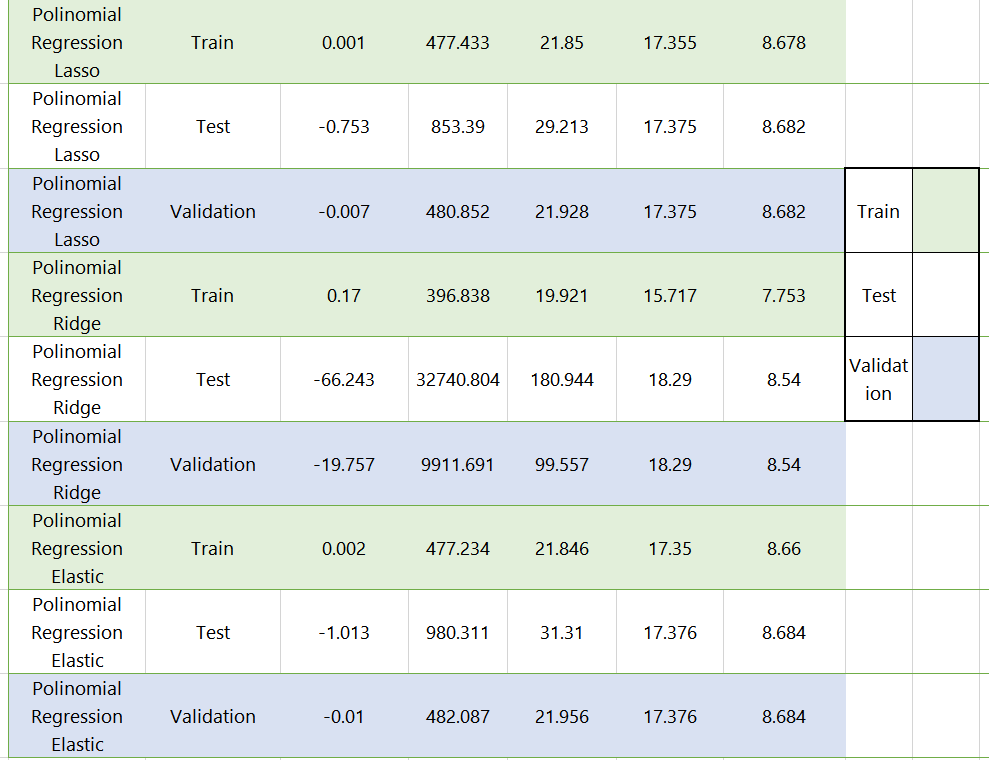 Polinomial
Regression
Lasso
Train 0.001 477.433 21.85 17.355 8.678
Polinomial
Regression
Lasso
Test -0.753 853.39 29.213 17.375 8.682
Polinomial
Regression
Lasso
Validation -0.007 480.852 21.928 17.375 8.682
Train
Polinomial
Regression
Ridge
Train 0.17 396.838 19.921 15.717 7.753
Test
Polinomial
Regression
Ridge
Test -66.243 32740.804 180.944 18.29 8.54
Validat
ion
Polinomial
Regression
Ridge
Validation -19.757 9911.691 99.557 18.29 8.54
Polinomial
Regression
Elastic
Train 0.002 477.234 21.846 17.35 8.66
Polinomial
Regression
Elastic
Test -1.013 980.311 31.31 17.376 8.684
Polinomial
Regression
Elastic
Validation -0.01 482.087 21.956 17.376 8.684